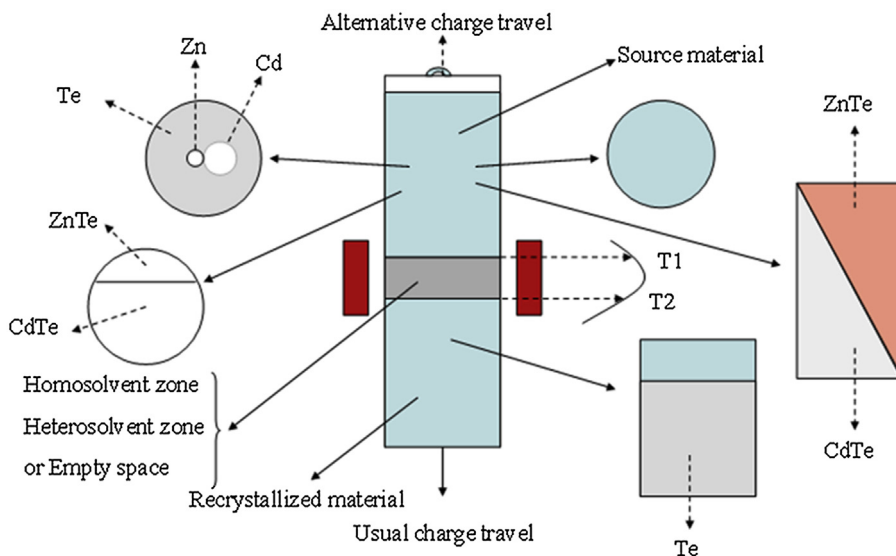 Alternative charge travel
Zn
Cd
Te
Source material
ZnTe
ZnTe
T1
T2
CdTe
Homosolvent zone
Heterosolvent zone
or Empty space
CdTe
Recrystallized material
Usual charge travel
Te